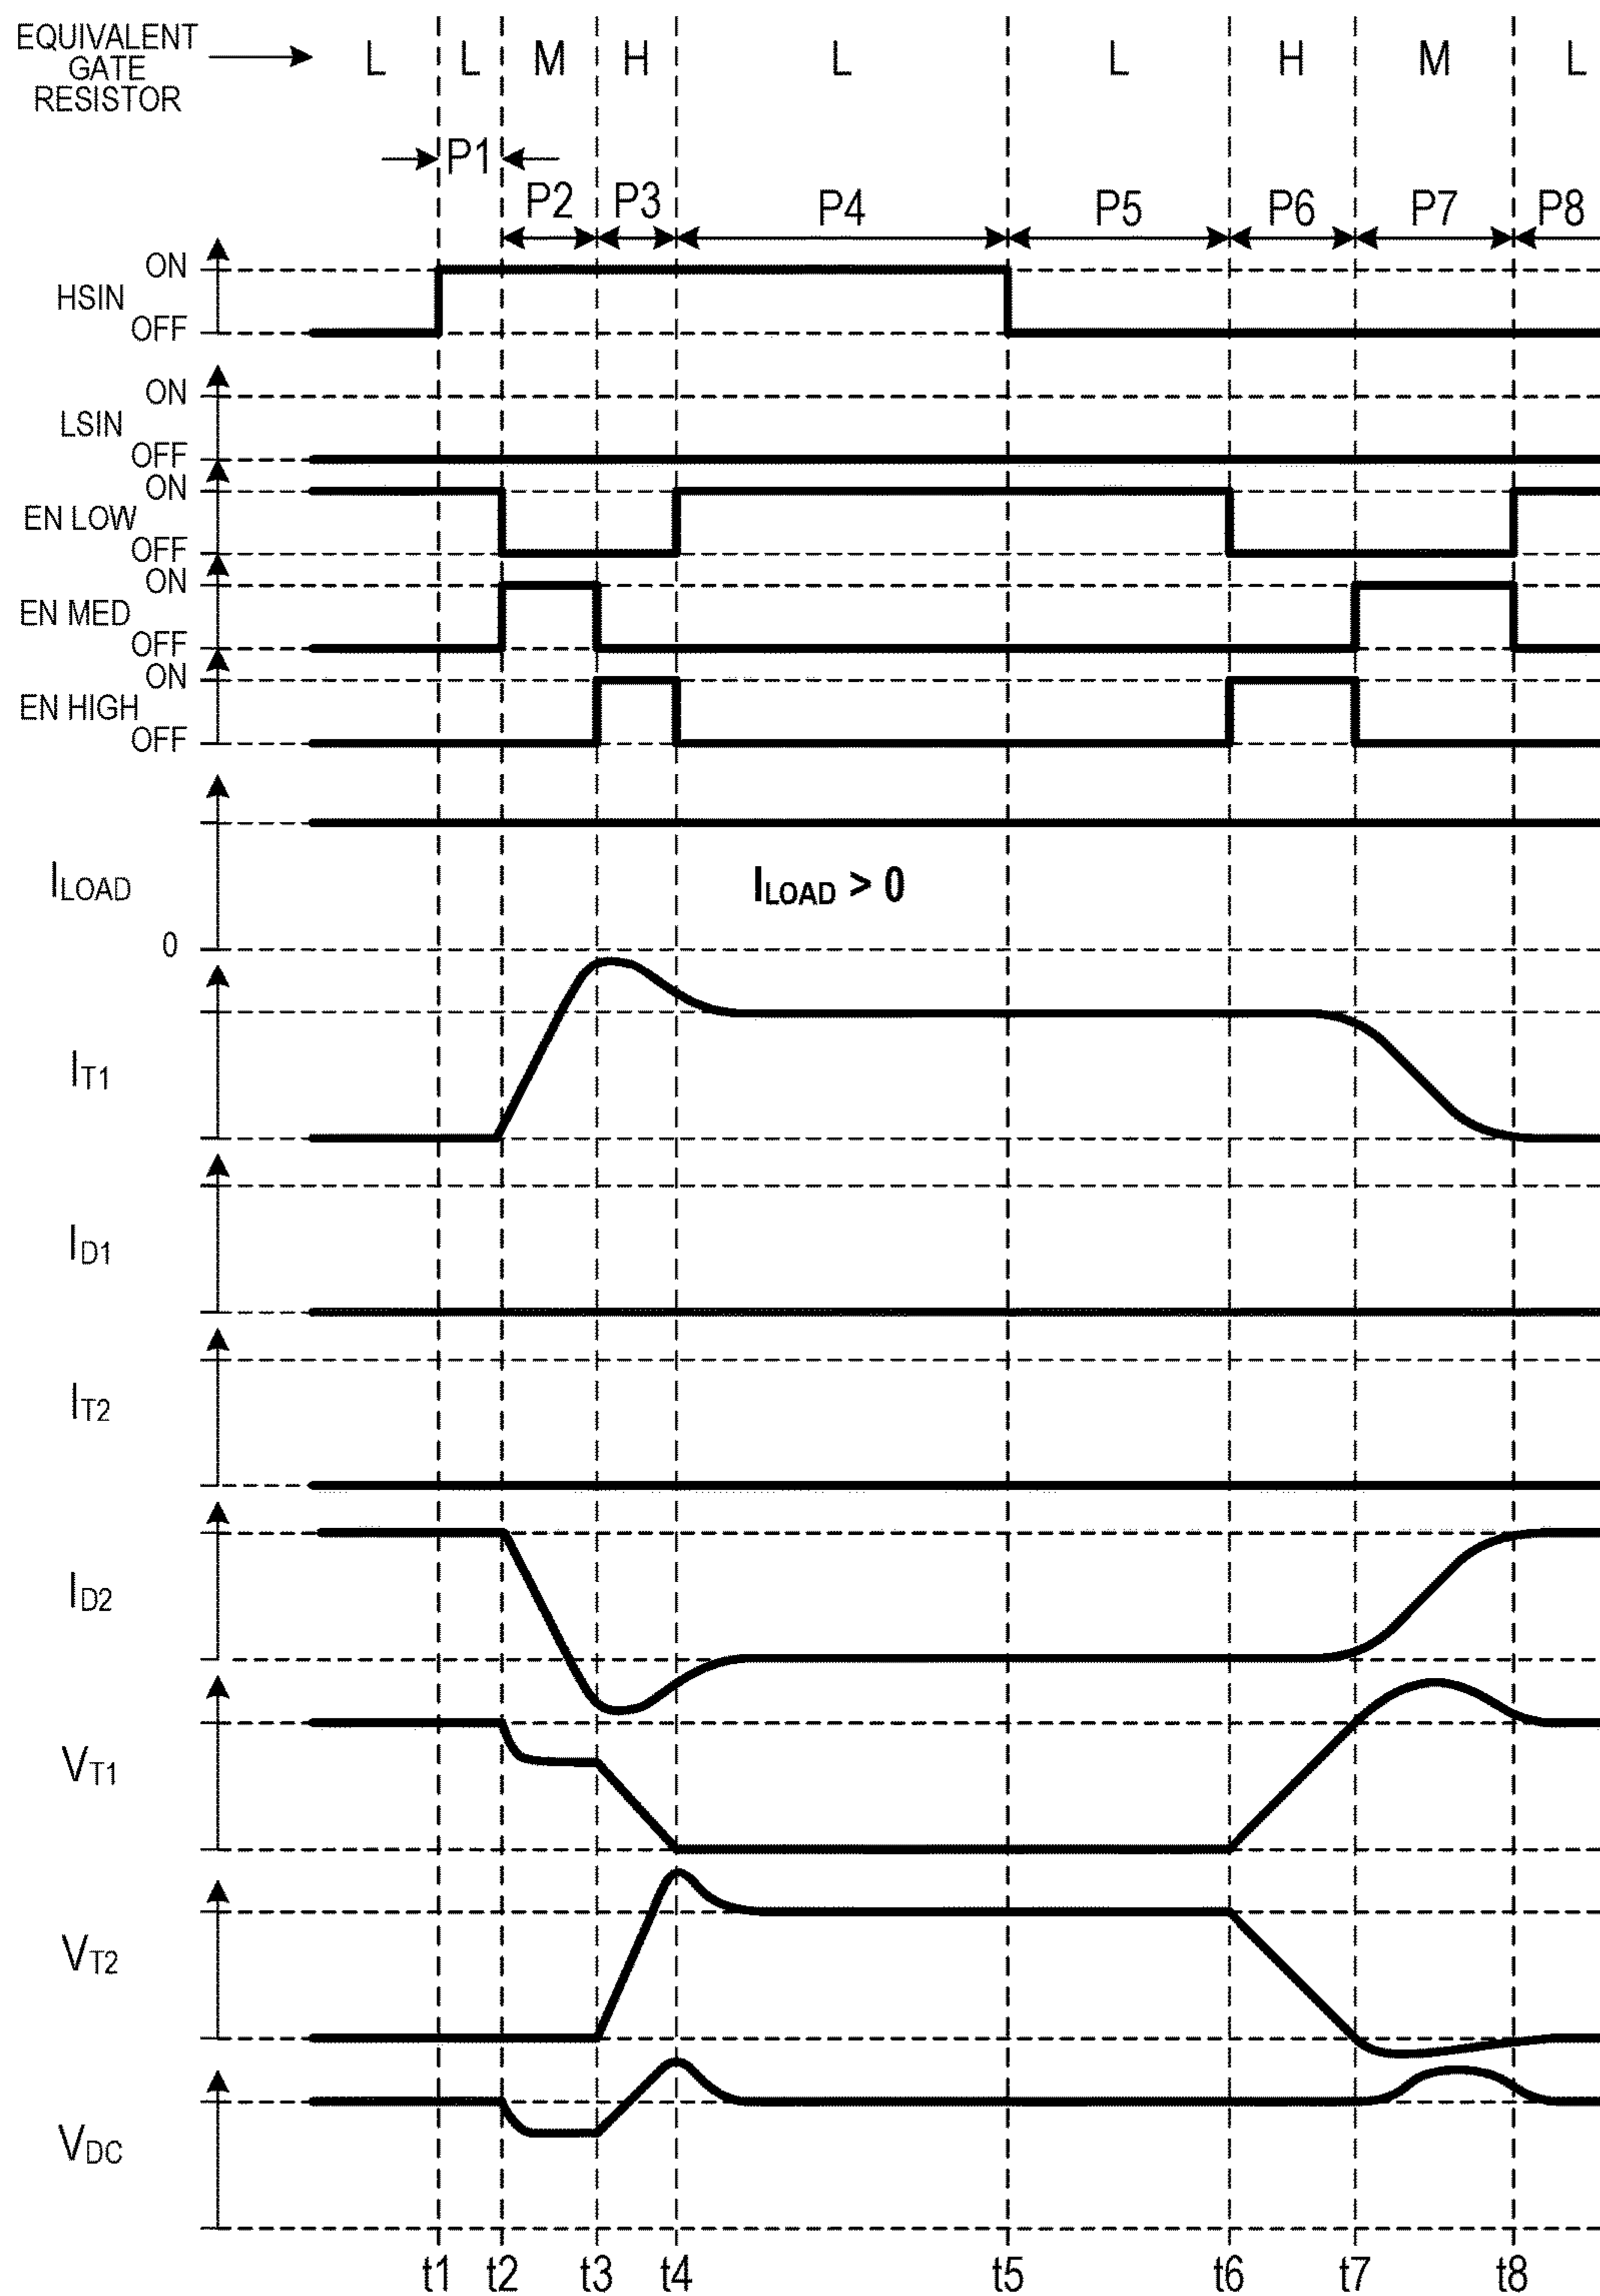 EQUIVALENT
GATE
RESISTOR
L L M H L L H M L
P1
P2 P3 P4 P5 P6 P7 P8
ON
HSIN
OFF
ON
LSIN
OFF
ON
EN LOW
OFF
ON
EN MED
OFF
ON
EN HIGH
OFF
ILOAD
ILOAD > 0
0
IT1
ID1
IT2
ID2
VT1
VT2
VDC
t1 t2 t3 t4 t5 t6 t7 t8